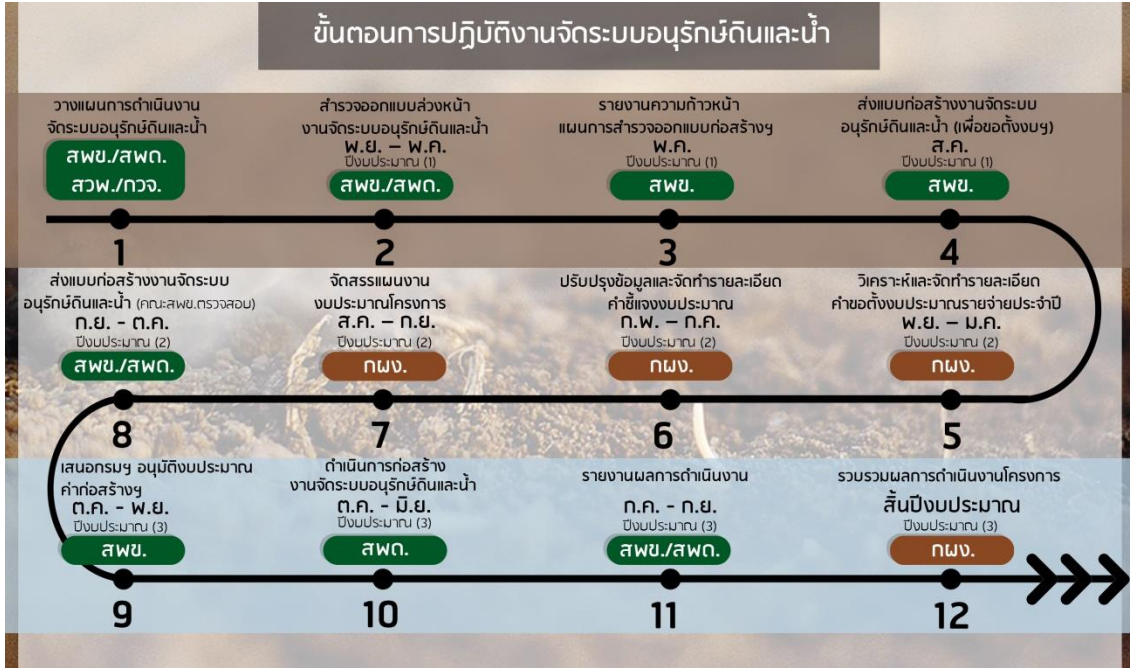 ขั้นตอนการปฏิบัติงานจัดระบบอนุรักษ์ดินและน้ำ
วางแผนการดำเนินงาน
จัดระบบอนุรักษ์ดินและน้ำ
สพข./สพด.
สวพ./กวจ.
1
สำรวจออกแบบล่วงหน้า
งานจัดระบบอนุรักษ์ดินและน้ำ
พ.ย. – พ.ค.
ปีงบประมาณ (1)
สพข./สพด.
2
รายงานความก้าวหน้า
แผนการสำรวจออกแบบก่อสร้างฯ
พ.ค.
ปีงบประมาณ (1)
สพข.
3
ส่งแบบก่อสร้างงานจัดระบบ
อนุรักษ์ดินและน้ำ (เพื่อขอตั้งงบฯ)
ส.ค.
ปีงบประมาณ (1)
สพข.
4
ส่งแบบก่อสร้างงานจัดระบบ
อนุรักษ์ดินและน้ำ (คณะสพข.ตรวจสอบ)
ก.ย. - ต.ค.
ปีงบประมาณ (2)
สพข./สพด.
8
จัดสรรแผนงาน
งบประมาณโครงการ
ส.ค. – ก.ย.
ปีงบประมาณ (2)
กผง.
7
ปรับปรุงข้อมูลและจัดทำรายละเอียด
คำชี้แจงงบประมาณ
ก.พ. – ก.ค.
ปีงบประมาณ (2)
กผง.
6
วิเคราะห์และจัดทำรายละเอียด
คำขอตั้งงบประมาณรายจ่ายประจำปี
พ.ย. – ม.ค.
ปีงบประมาณ (2)
กผง.
5
เสนอกรมฯ อนุมัติงบประมาณ
ค่าก่อสร้างฯ
ต.ค. - พ.ย.
ปีงบประมาณ (3)
สพข.
9
ดำเนินการก่อสร้าง
งานจัดระบบอนุรักษ์ดินและน้ำ
ต.ค. - มิ.ย.
ปีงบประมาณ (3)
สพด.
10
รายงานผลการดำเนินงาน
ก.ค. - ก.ย.
ปีงบประมาณ (3)
สพข./สพด.
11
รวบรวมผลการดำเนินงานโครงการ
สิ้นปีงบประมาณ
ปีงบประมาณ (3)
กผง.
12